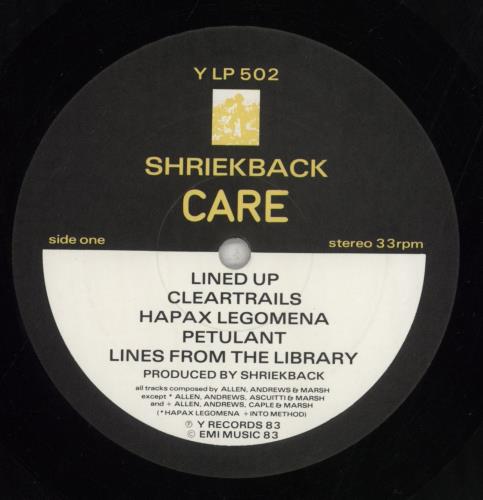 Y LP 502
SHRIEKBACK
CARE
side one stereo 33rpm
LINED UP
CLEARTRAILS
HAPAX LEGOMENA
PETULANT
LINES FROM THE LIBRARY
PRODUCED BY SHRIEKBACK
all tracks composed by ALLEN, ANDREWS & MARSH
except * ALLEN, ANDREWS, ASCUITTI & MARSH
and + ALLEN, ANDREWS, CAPLE & MARSH
(*HAPAX LEGOMENA +INTO METHOD)
℗ Y RECORDS 83
© EMI MUSIC 83